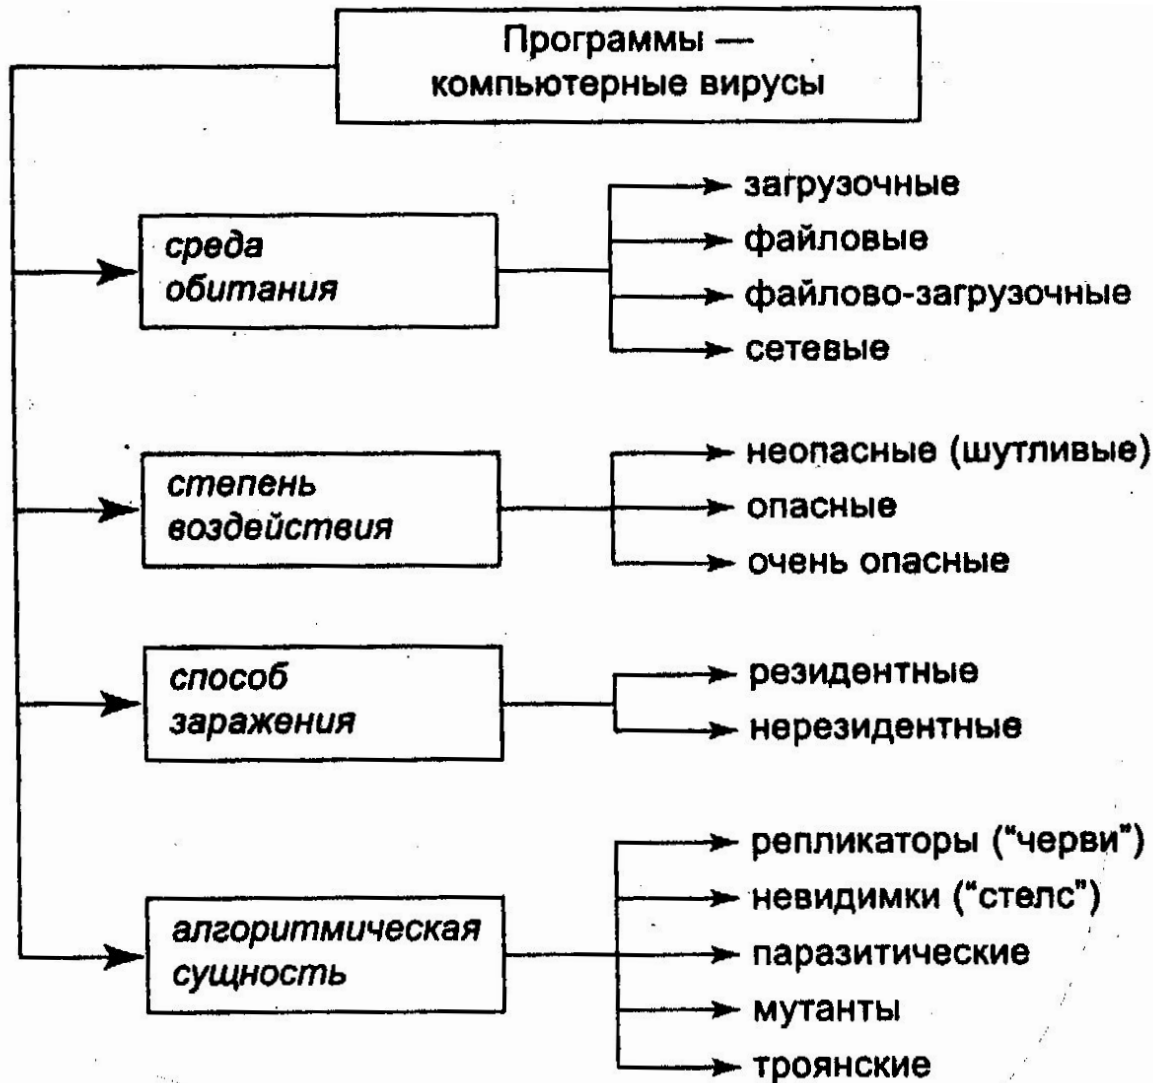 Программы —
компьютерные вирусы
среда
обитания
загрузочные
файловые
файлово-загрузочные
сетевые
степень
воздействия
неопасные (шутливые)
опасные
очень опасные
способ
заражения
резидентные
нерезидентные
алгоритмическая
сущность
репликаторы (“черви”)
невидимки (“стелс”)
паразитические
мутанты
троянские